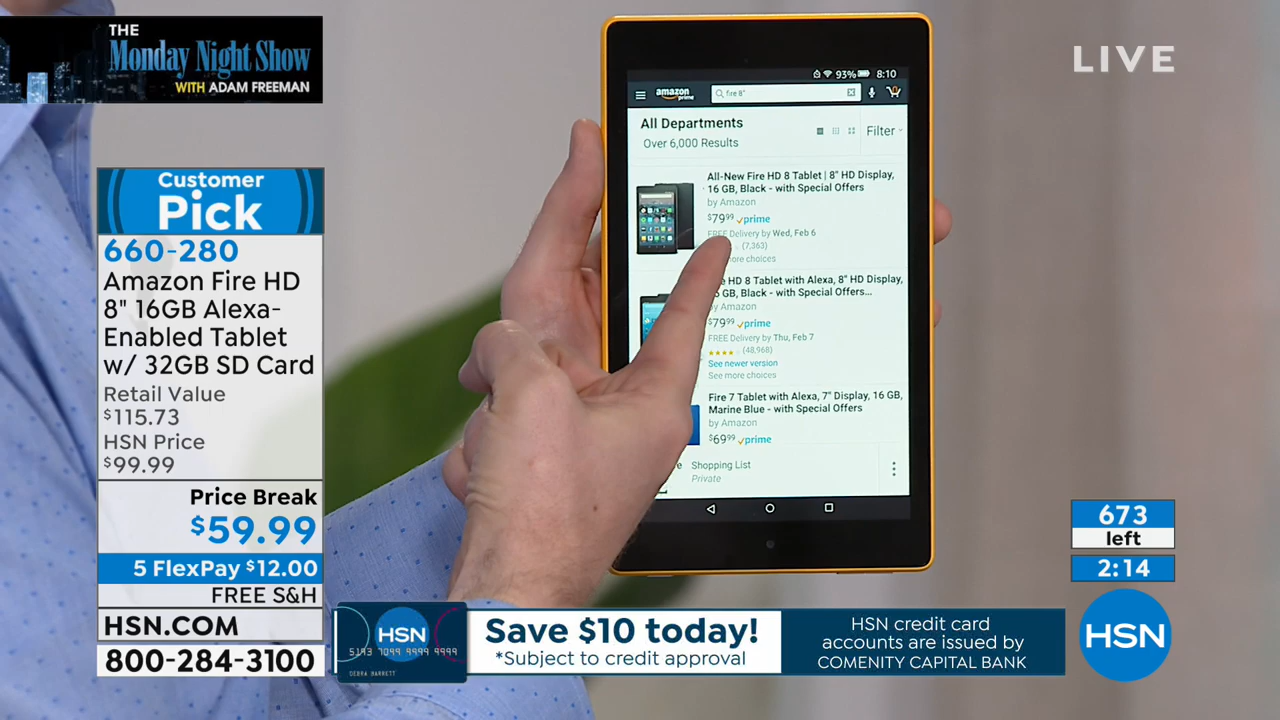 THE
Monday Night Show
WITH ADAM FREEMAN
LIVE
Customer
Pick
660-280
Amazon Fire HD
8" 16GB Alexa-
Enabled Tablet
w/ 32GB SD Card
Retail Value
$115.73
HSN Price
$99.99
Price Break
$59.99
5 FlexPay $12.00
FREE S&H
HSN.COM
800-284-3100
93% 8:10
amazon prime
fire 8"
All Departments
Over 6,000 Results
Filter
All-New Fire HD 8 Tablet | 8" HD Display,
16 GB, Black - with Special Offers
by Amazon
$79.99 prime
FREE Delivery by Wed, Feb 6
(7,363)
more choices
HD 8 Tablet with Alexa, 8" HD Display,
GB, Black - with Special Offers...
by Amazon
$79.99 prime
FREE Delivery by Thu, Feb 7
(48,968)
See newer version
See more choices
Fire 7 Tablet with Alexa, 7" Display, 16 GB,
Marine Blue - with Special Offers
by Amazon
$69.99 prime
Shopping List
Private
673
left
2:14
HSN
5143 7099 9999 9999
DEBRA BARRETT
Save $10 today!
*Subject to credit approval
HSN credit card
accounts are issued by
COMENITY CAPITAL BANK
HSN